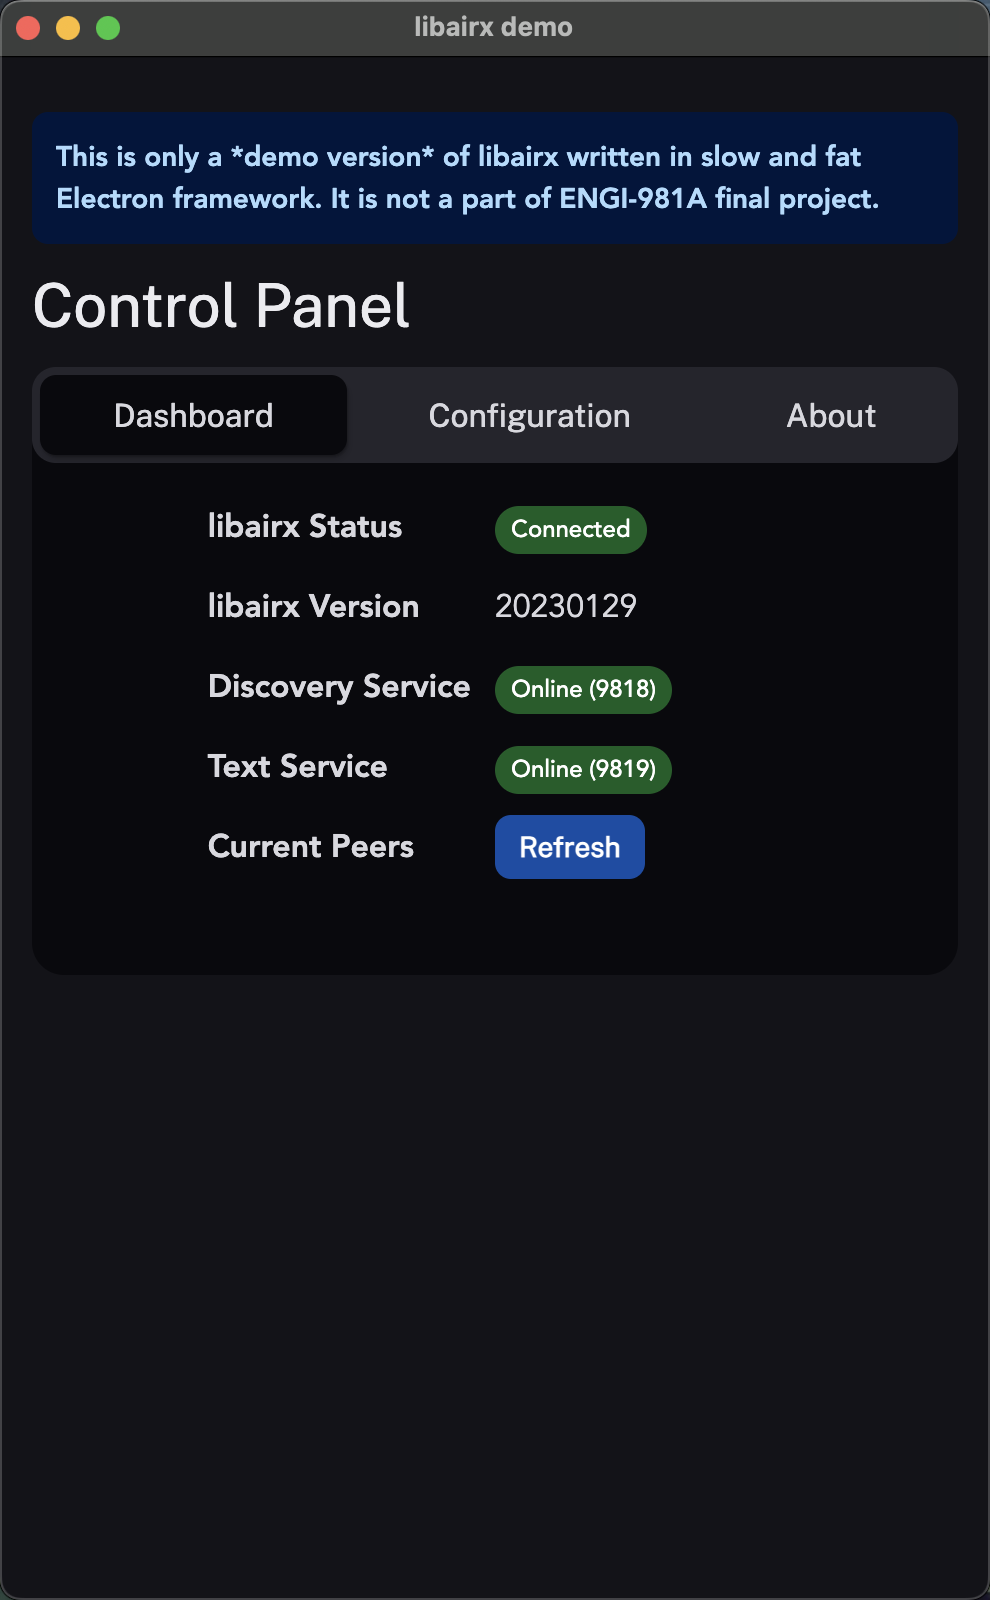 libairx demo
This is only a *demo version* of libairx written in slow and fat
Electron framework. It is not a part of ENGI-981A final project.
Control Panel
Dashboard Configuration About
libairx Status Connected
libairx Version 20230129
Discovery Service Online (9818)
Text Service Online (9819)
Current Peers Refresh